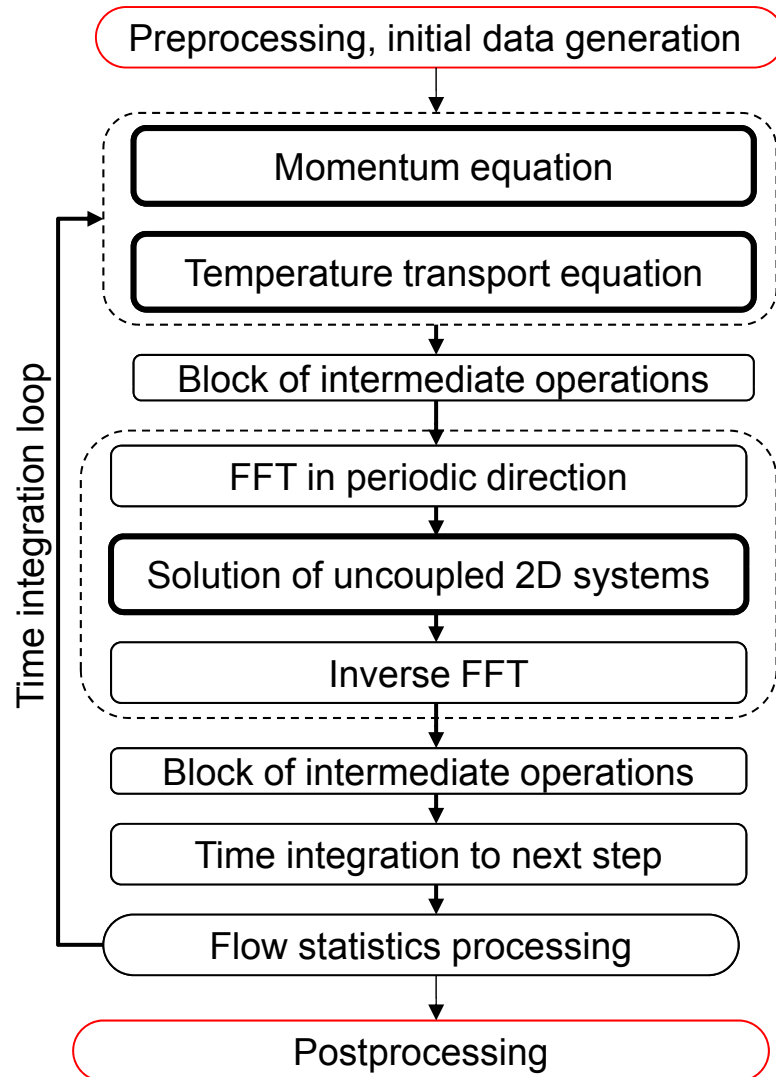 Preprocessing, initial data generation
Momentum equation
Temperature transport equation
Block of intermediate operations
FFT in periodic direction
Solution of uncoupled 2D systems
Inverse FFT
Block of intermediate operations
Time integration to next step
Flow statistics processing
Postprocessing
Time integration loop